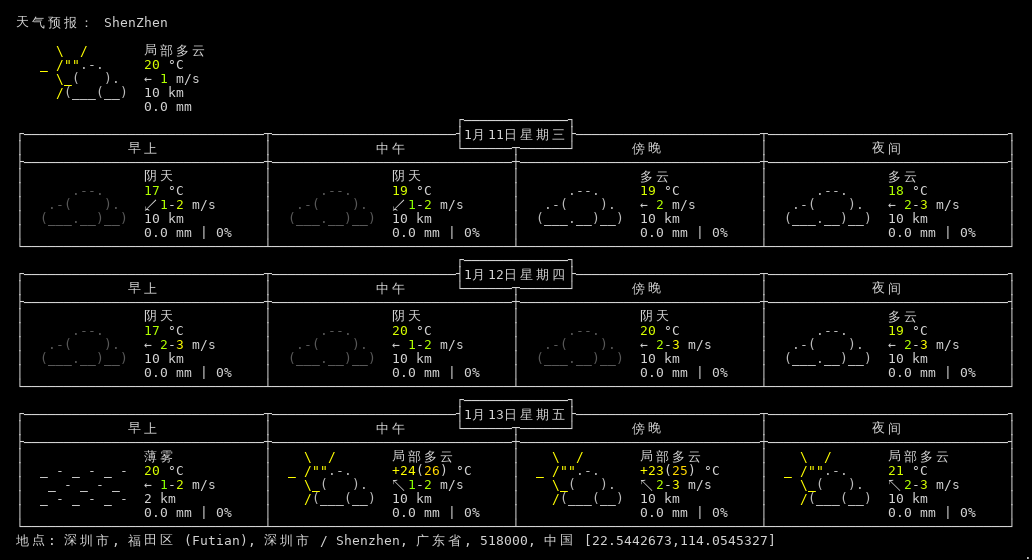 天气预报： ShenZhen
局部多云
20 °C
← 1 m/s
10 km
0.0 mm
1月11日星期三
早上 中午 傍晚 夜间
阴天 阴天 多云 多云
17 °C 19 °C 19 °C 18 °C
↙ 1-2 m/s ↙ 1-2 m/s ← 2 m/s ← 2-3 m/s
10 km 10 km 10 km 10 km
0.0 mm | 0% 0.0 mm | 0% 0.0 mm | 0% 0.0 mm | 0%
1月12日星期四
早上 中午 傍晚 夜间
阴天 阴天 阴天 多云
17 °C 20 °C 20 °C 19 °C
← 2-3 m/s ← 1-2 m/s ← 2-3 m/s ← 2-3 m/s
10 km 10 km 10 km 10 km
0.0 mm | 0% 0.0 mm | 0% 0.0 mm | 0% 0.0 mm | 0%
1月13日星期五
早上 中午 傍晚 夜间
薄雾 局部多云 局部多云 局部多云
20 °C +24(26) °C +23(25) °C 21 °C
← 1-2 m/s ↖ 1-2 m/s ↖ 2-3 m/s ↖ 2-3 m/s
2 km 10 km 10 km 10 km
0.0 mm | 0% 0.0 mm | 0% 0.0 mm | 0% 0.0 mm | 0%
地点: 深圳市, 福田区 (Futian), 深圳市 / Shenzhen, 广东省, 518000, 中国 [22.5442673,114.0545327]